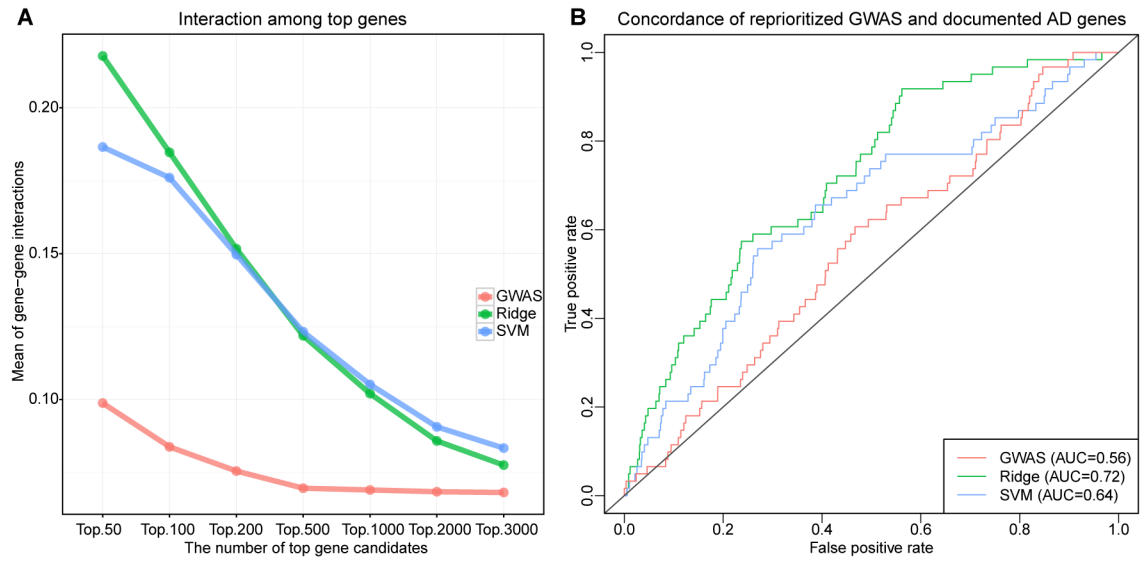 A
Interaction among top genes
Mean of gene−gene interactions
0.20
0.15
0.10
GWAS
Ridge
SVM
Top.50 Top.100 Top.200 Top.500 Top.1000 Top.2000 Top.3000
The number of top gene candidates
B
Concordance of reprioritized GWAS and documented AD genes
True positive rate
1.0
0.8
0.6
0.4
0.2
0.0
GWAS (AUC=0.56)
Ridge (AUC=0.72)
SVM (AUC=0.64)
0.0 0.2 0.4 0.6 0.8 1.0
False positive rate